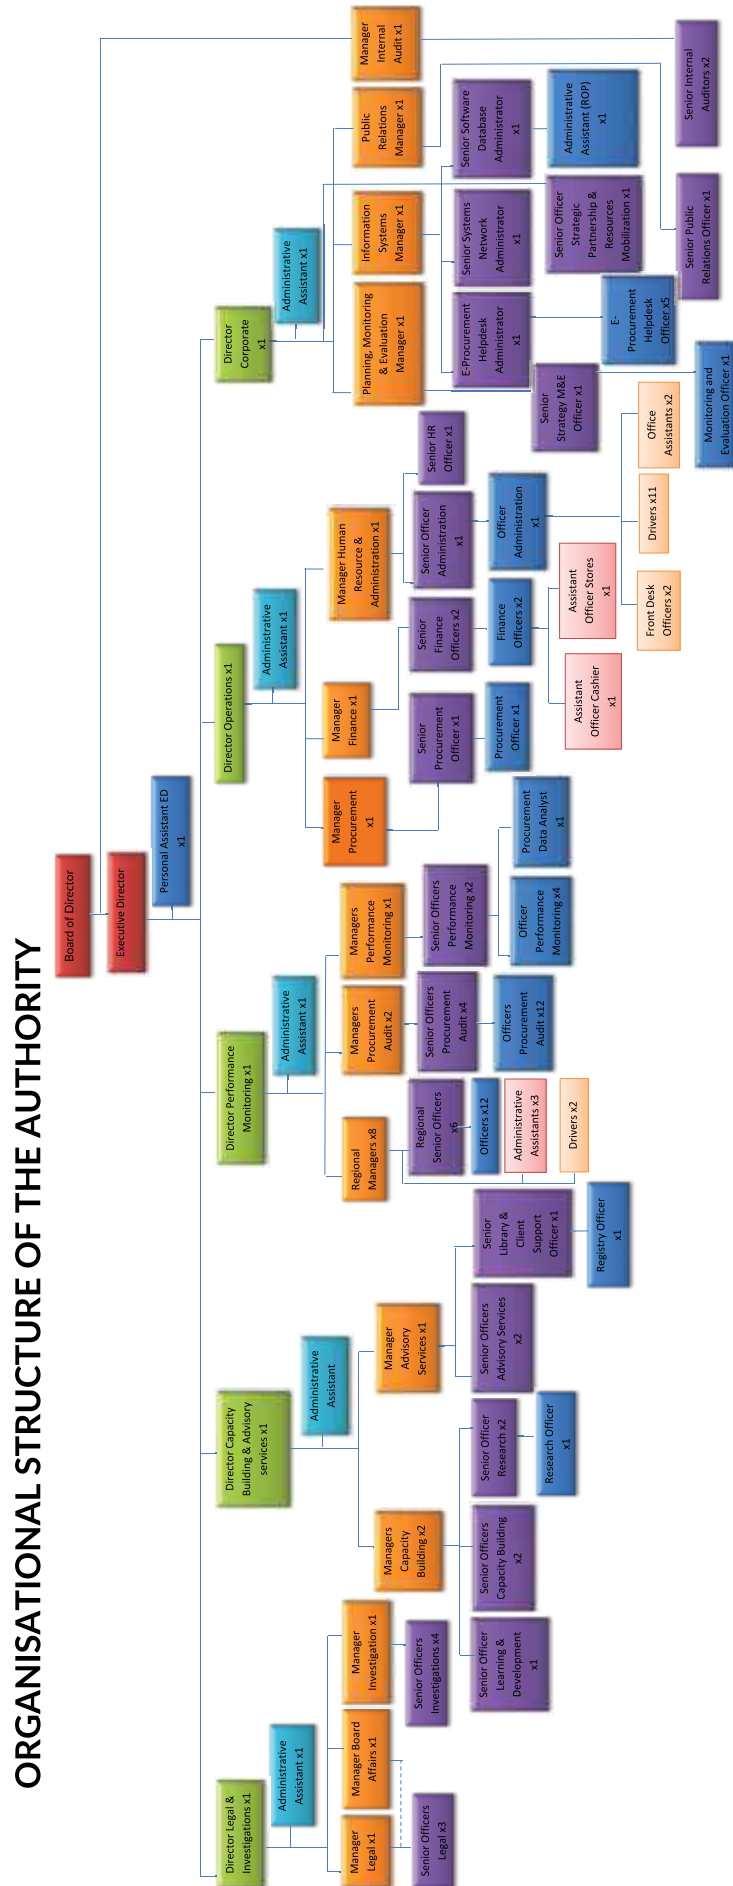 ORGANISATIONAL STRUCTURE OF THE AUTHORITY
Board of Director
Executive Director
Personal Assistant ED
x1
Director Legal &
Investigations x1
Administrative
Assistant x1
Manager
Legal x1
Manager Board
Affairs x1
Manager
Investigation x1
Senior Officers
Legal x3
Senior Officers
Investigations x4
Director Capacity
Building & Advisory
services x1
Administrative
Assistant
Managers
Capacity
Building x2
Manager
Advisory
Services x1
Senior Officer
Learning &
Development
x1
Senior Officers
Capacity Building
x2
Senior Officer
Research x2
Research Officer
x1
Senior Officers
Advisory Services
x2
Senior
Library &
Client
Support
Officer x1
Registry Officer
x1
Director Performance
Monitoring x1
Administrative
Assistant x1
Regional
Managers x8
Managers
Procurement
Audit x2
Managers
Performance
Monitoring x1
Regional
Senior Officers
x6
Officers x12
Administrative
Assistants x3
Drivers x2
Senior Officers
Procurement
Audit x4
Officers
Procurement
Audit x12
Senior Officers
Performance
Monitoring x2
Officer
Performance
Monitoring x4
Procurement
Data Analyst
x1
Director Operations x1
Administrative
Assistant x1
Manager
Procurement
x1
Manager
Finance x1
Manager Human
Resource &
Administration x1
Senior
Procurement
Officer x1
Procurement
Officer x1
Senior
Finance
Officers x2
Finance
Officers x2
Assistant
Officer Cashier
x1
Assistant
Officer Stores
x1
Senior Officer
Administration
x1
Senior HR
Officer x1
Officer
Administration
x1
Front Desk
Officers x2
Drivers x11
Office
Assistants x2
Director
Corporate
x1
Administrative
Assistant x1
Planning, Monitoring
& Evaluation
Manager x1
Information
Systems
Manager x1
Public
Relations
Manager x1
Manager
Internal
Audit x1
Senior
Strategy M&E
Officer x1
Monitoring and
Evaluation Officer x1
E-Procurement
Helpdesk
Administrator
x1
E-
Procurement
Helpdesk
Officer x5
Senior Systems
Network
Administrator
x1
Senior Software
Database
Administrator
x1
Senior Officer
Strategic
Partnership &
Resources
Mobilization x1
Administrative
Assistant (ROP)
x1
Senior Public
Relations Officer x1
Senior Internal
Auditors x2